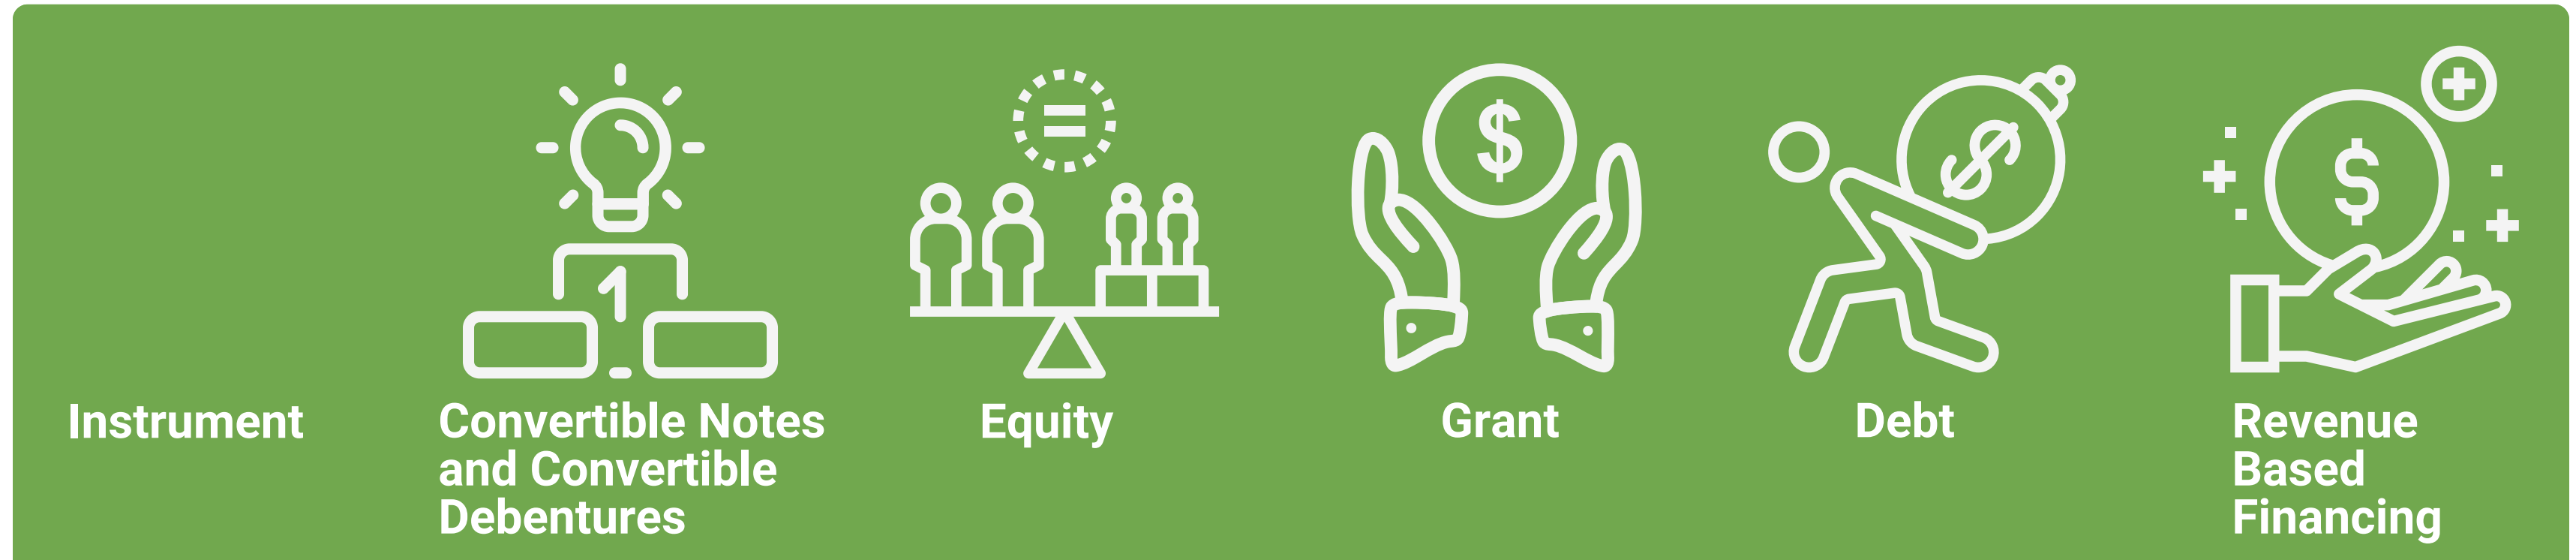 Instrument
Convertible Notes
and Convertible
Debentures
Equity
Grant
Debt
Revenue
Based
Financing